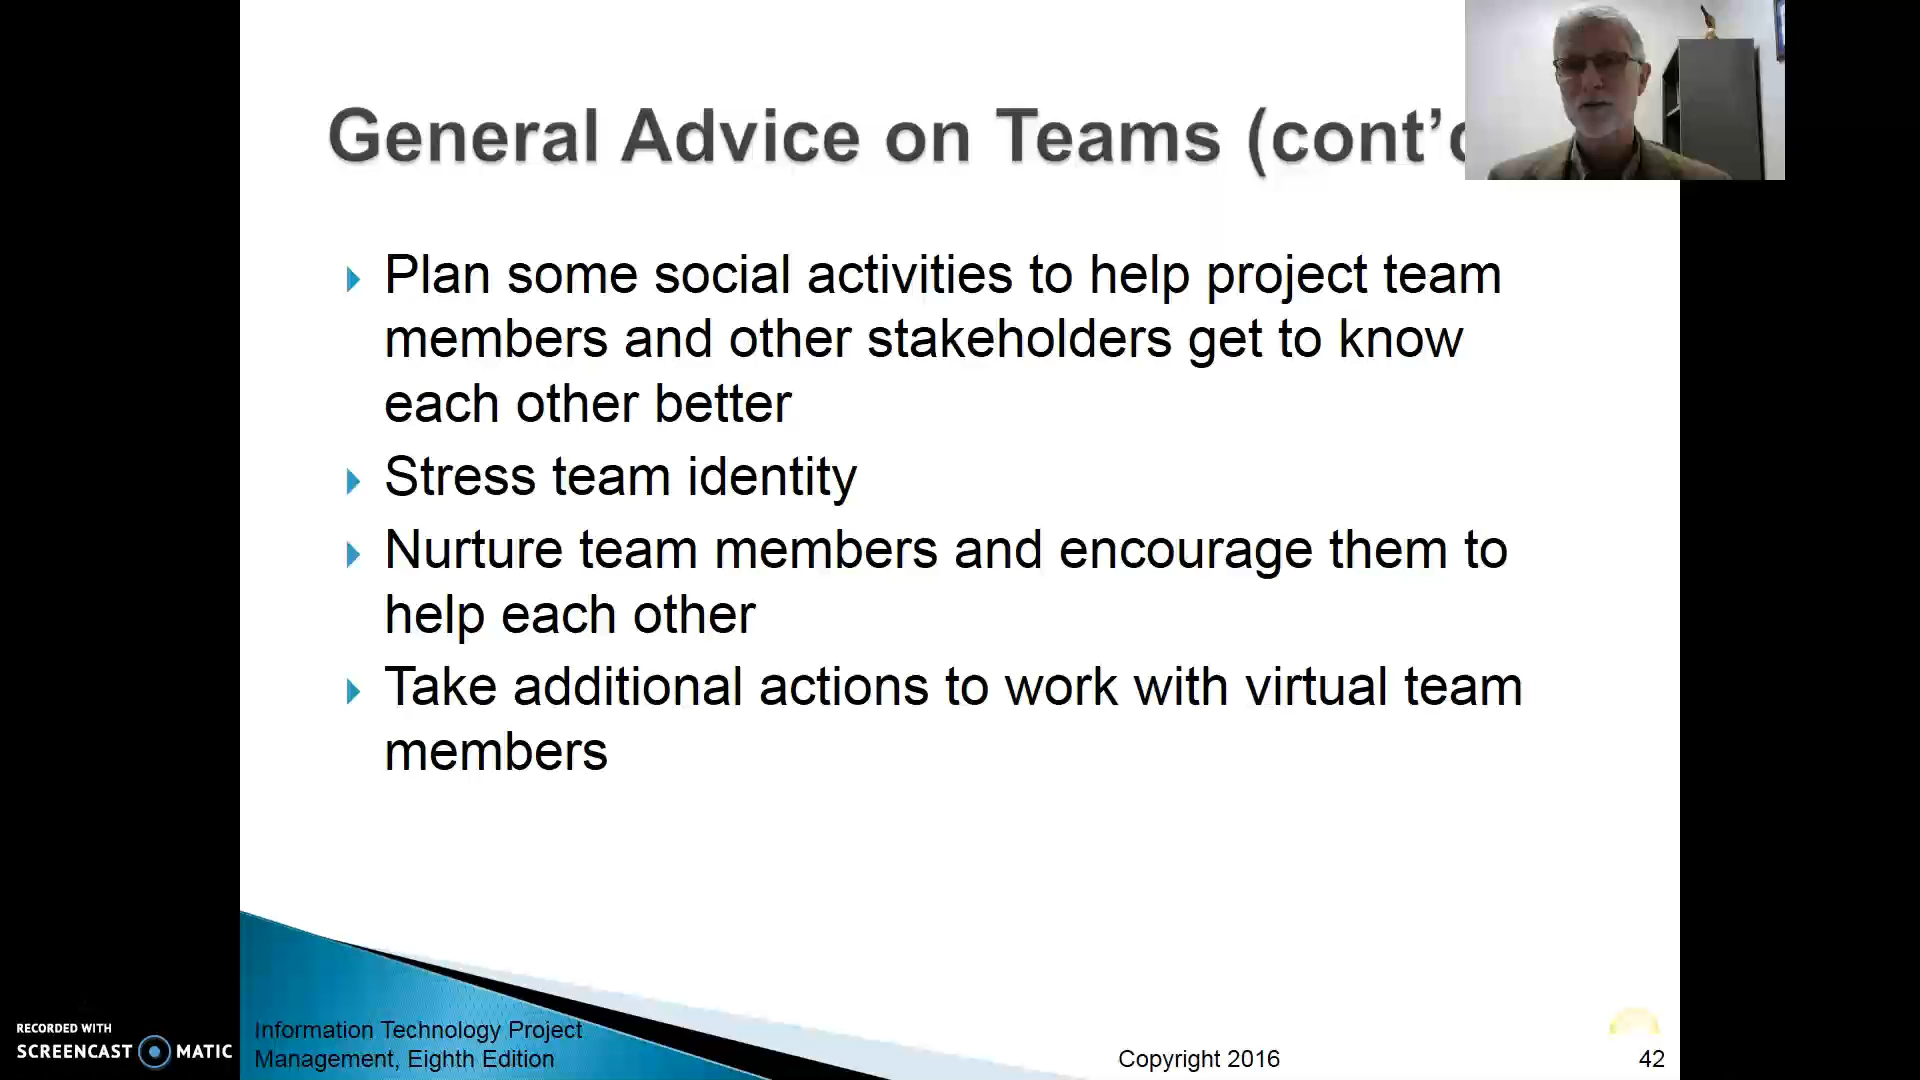 General Advice on Teams (cont’
Plan some social activities to help project team
members and other stakeholders get to know
each other better
Stress team identity
Nurture team members and encourage them to
help each other
Take additional actions to work with virtual team
members
RECORDED WITH
SCREENCAST MATIC
Information Technology Project
Management, Eighth Edition
Copyright 2016
42